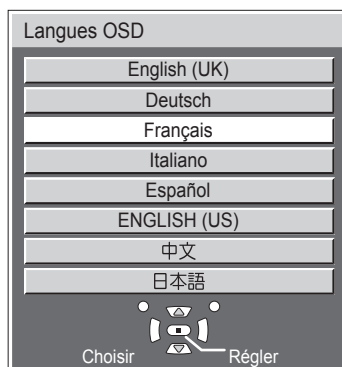 Langues OSD
English (UK)
Deutsch
Français
Italiano
Español
ENGLISH (US)
中文
日本語
Choisir Régler